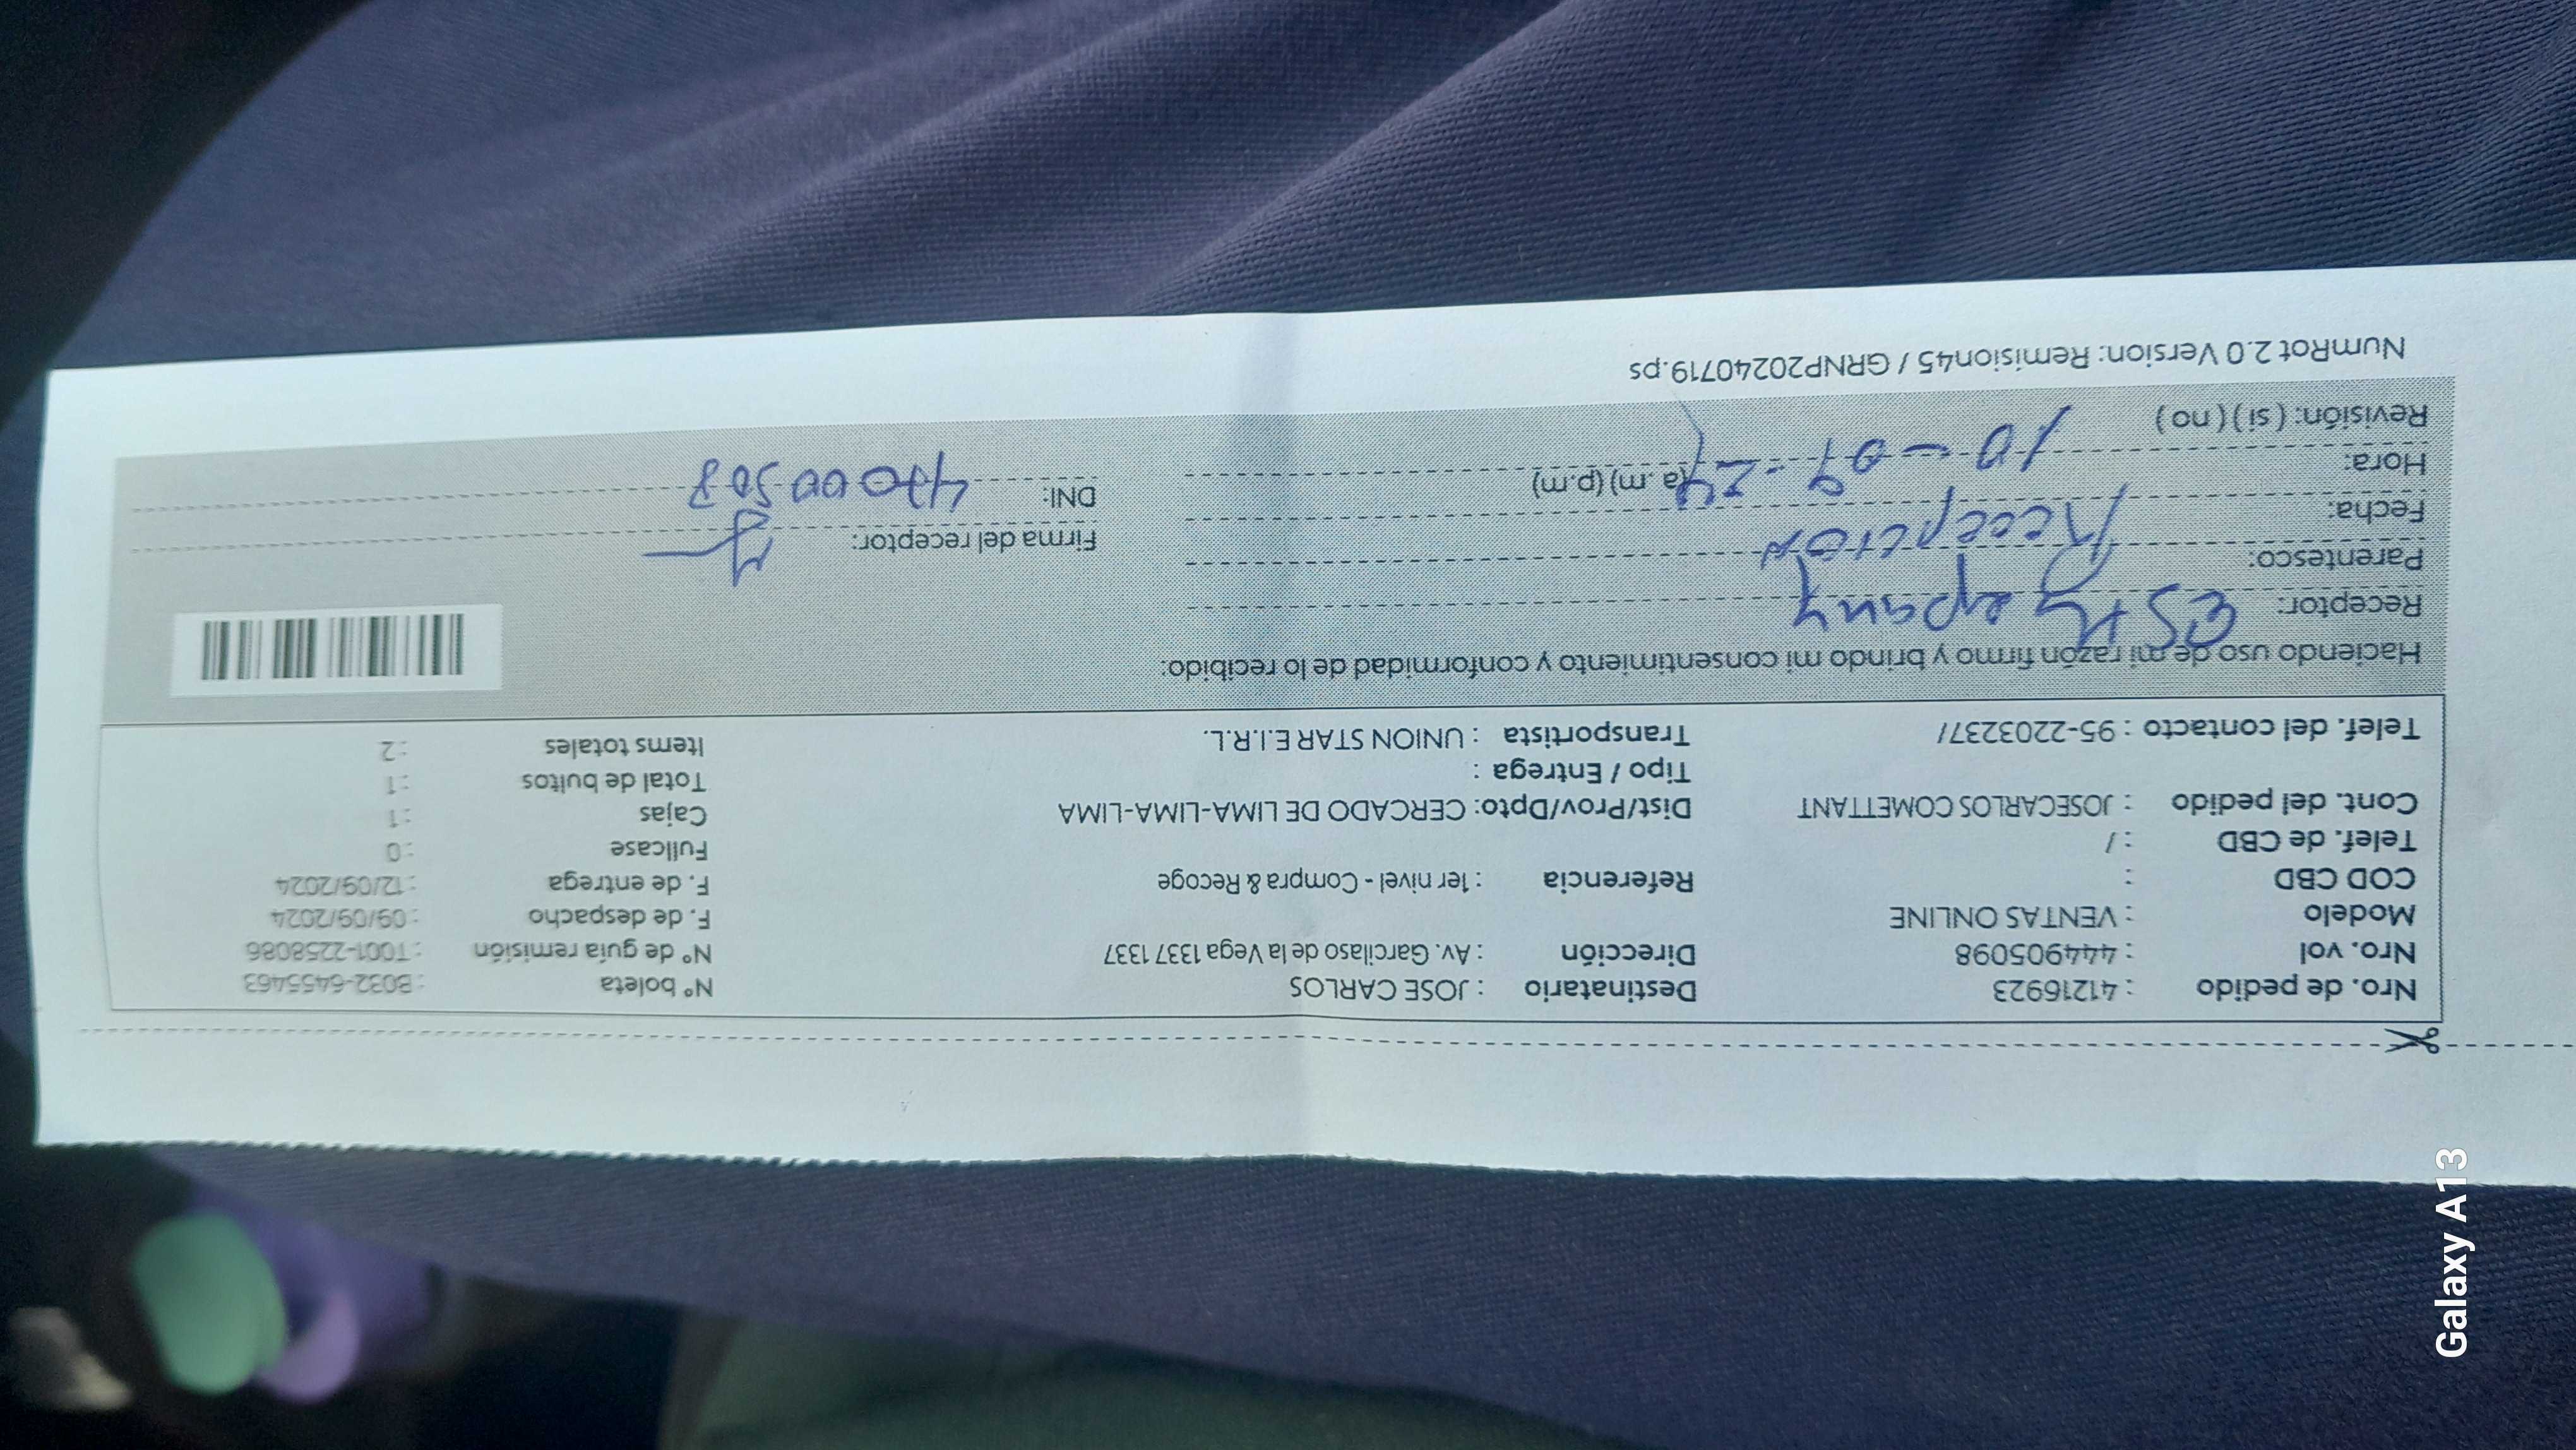 Nro. de pedido : 41216923 Destinatario : JOSE CARLOS N° boleta : B032-6455463
Nro. vol : 444905098 Dirección : Av. Garcilaso de la Vega 1337 1337 N° de guía remisión : T001-2258086
Modelo : VENTAS ONLINE F. de despacho : 09/09/2024
COD CBD : Referencia : 1er nivel - Compra & Recoge F. de entrega : 12/09/2024
Telef. de CBD : / Fullcase : 0
Cont. del pedido : JOSECARLOS COMETTANT Dist/Prov/Dpto: CERCADO DE LIMA-LIMA-LIMA Cajas : 1
Tipo / Entrega : Total de bultos : 1
Telef. del contacto : 95-2203237/ Transportista : UNION STAR E.I.R.L. Items totales : 2
Haciendo uso de mi razón firmo y brindo mi consentimiento y conformidad de lo recibido:
Receptor:
Parentesco: Recepcion Firma del receptor:
Fecha: 10-09-24 DNI:
Hora: (a.m) (p.m)
Revisión: ( si ) ( no )
NumRot 2.0 Version: Remision45 / GRNP20240719.ps
Galaxy A13